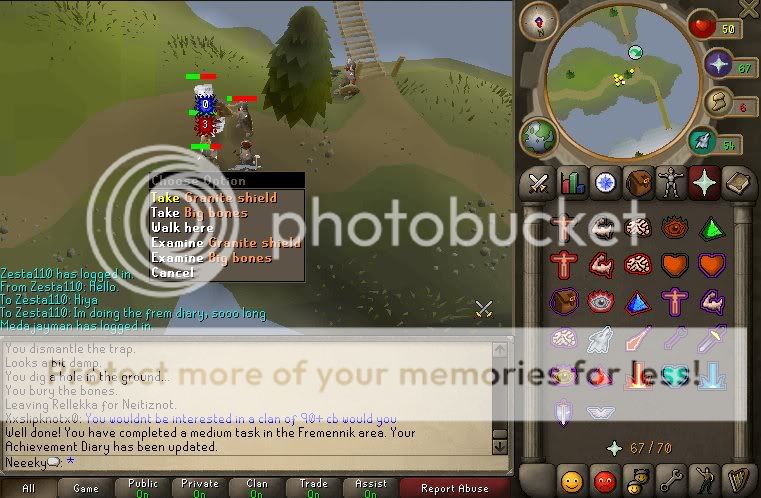 N
50
67
6
54
0
3
Choose Option
Take Granite shield
Take Big bones
Walk here
Examine Granite shield
Examine Big bones
Cancel
photobucket
Zesta110 has logged in.
From Zesta110: Hello.
To Zesta110: Hiya
To Zesta110: Im doing the frem diary, sooo long
Meda jayman has logged in.
Protect more of your memories for less!
You dismantle the trap.
Looks a bit damp.
You dig a hole in the ground...
You bury the bones.
Leaving Rellekka for Neitiznot.
Xxslipknotx0: You wouldnt be interested in a clan of 90+ cb would you
Well done! You have completed a medium task in the Fremennik area. Your
Achievement Diary has been updated.
Neeeky: *
67 / 70
All
Game
Public
On
Private
On
Clan
On
Trade
On
Assist
On
Report Abuse